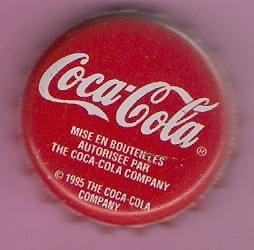 Coca-Cola ®
MISE EN BOUTEILLES
AUTORISEE PAR
THE COCA-COLA COMPANY
© 1995 THE COCA-COLA
COMPANY